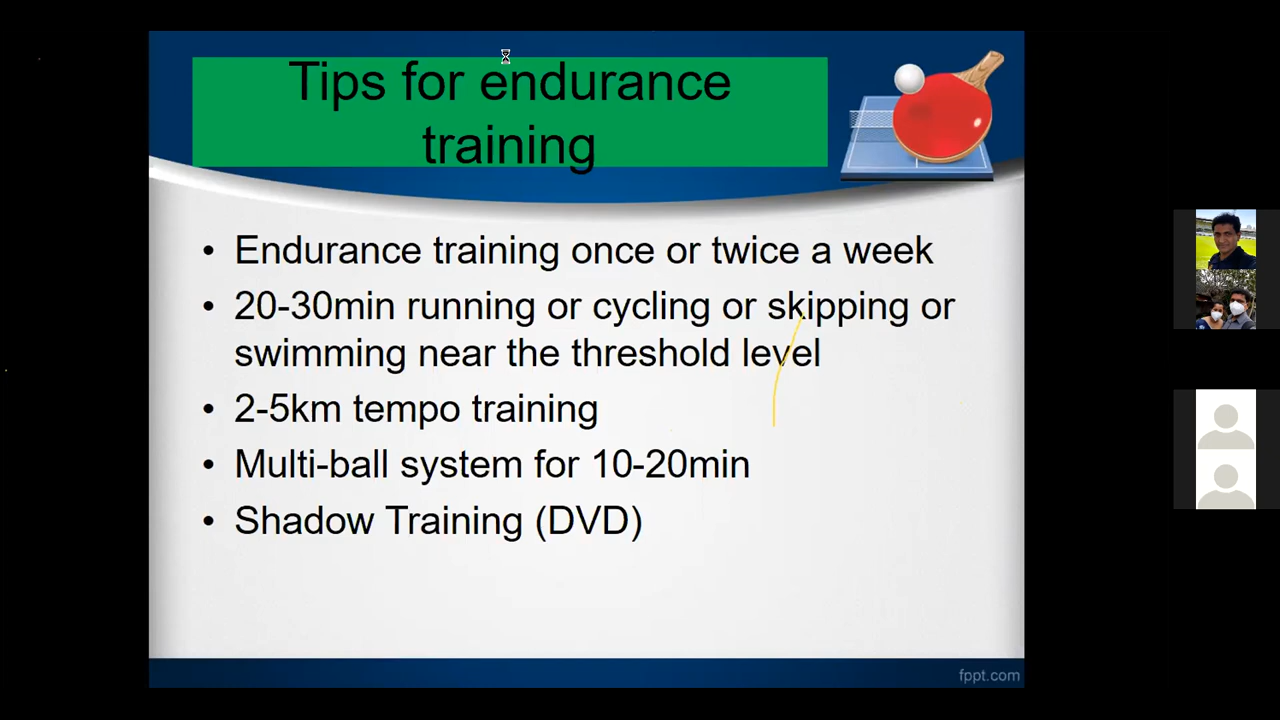 Tips for endurance
training
• Endurance training once or twice a week
• 20-30min running or cycling or skipping or
swimming near the threshold level
• 2-5km tempo training
• Multi-ball system for 10-20min
• Shadow Training (DVD)
fppt.com